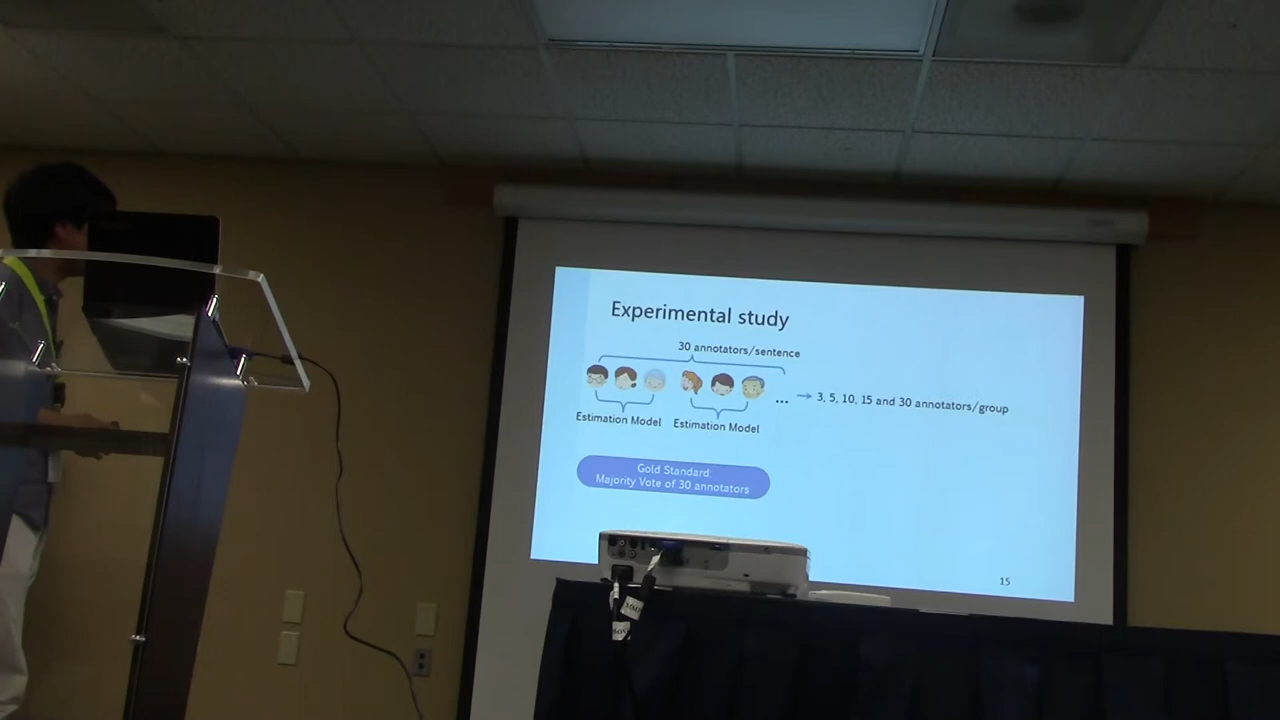 Experimental study
30 annotators/sentence
... → 3, 5, 10, 15 and 30 annotators/group
Estimation Model
Estimation Model
Gold Standard:
Majority Vote of 30 annotators
15